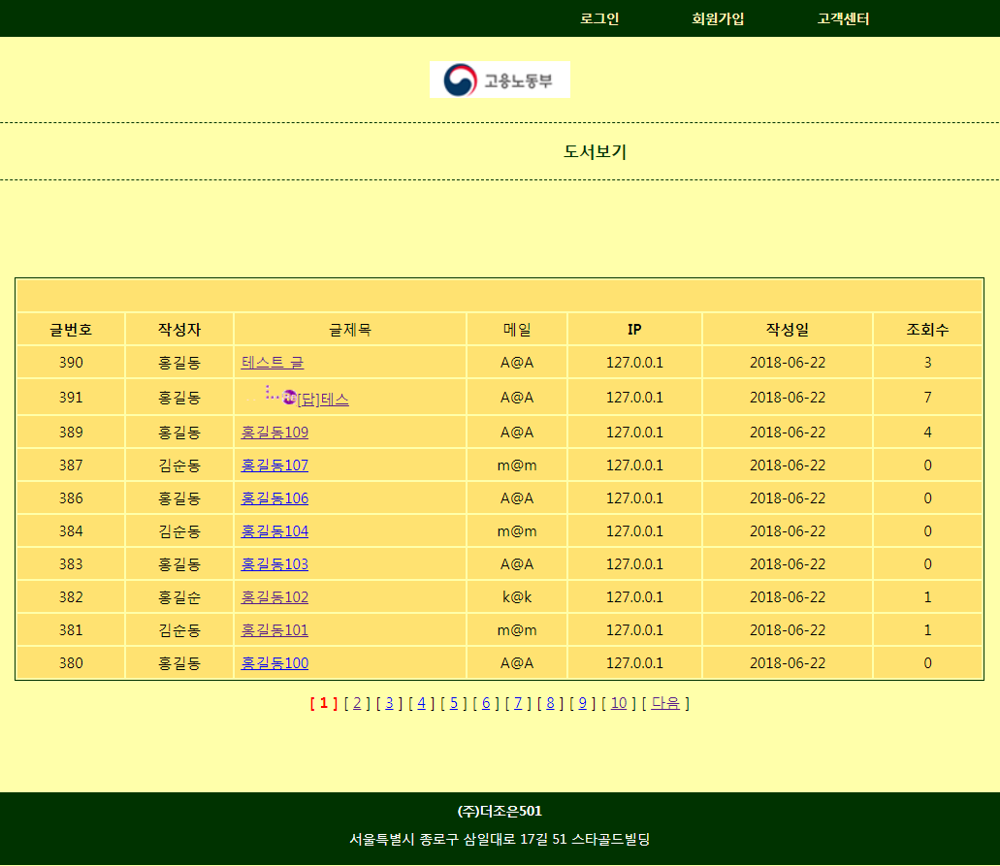 로그인 회원가입 고객센터
고용노동부
도서보기
글번호 작성자 글제목 메일 IP 작성일 조회수
390 홍길동 테스트 글 A@A 127.0.0.1 2018-06-22 3
391 홍길동 Re[답]테스 A@A 127.0.0.1 2018-06-22 7
389 홍길동 홍길동109 A@A 127.0.0.1 2018-06-22 4
387 김순동 홍길동107 m@m 127.0.0.1 2018-06-22 0
386 홍길동 홍길동106 A@A 127.0.0.1 2018-06-22 0
384 김순동 홍길동104 m@m 127.0.0.1 2018-06-22 0
383 홍길동 홍길동103 A@A 127.0.0.1 2018-06-22 0
382 홍길순 홍길동102 k@k 127.0.0.1 2018-06-22 1
381 김순동 홍길동101 m@m 127.0.0.1 2018-06-22 1
380 홍길동 홍길동100 A@A 127.0.0.1 2018-06-22 0
[ 1 ] [ 2 ] [ 3 ] [ 4 ] [ 5 ] [ 6 ] [ 7 ] [ 8 ] [ 9 ] [ 10 ] [ 다음 ]
(주)더조은501
서울특별시 종로구 삼일대로 17길 51 스타골드빌딩